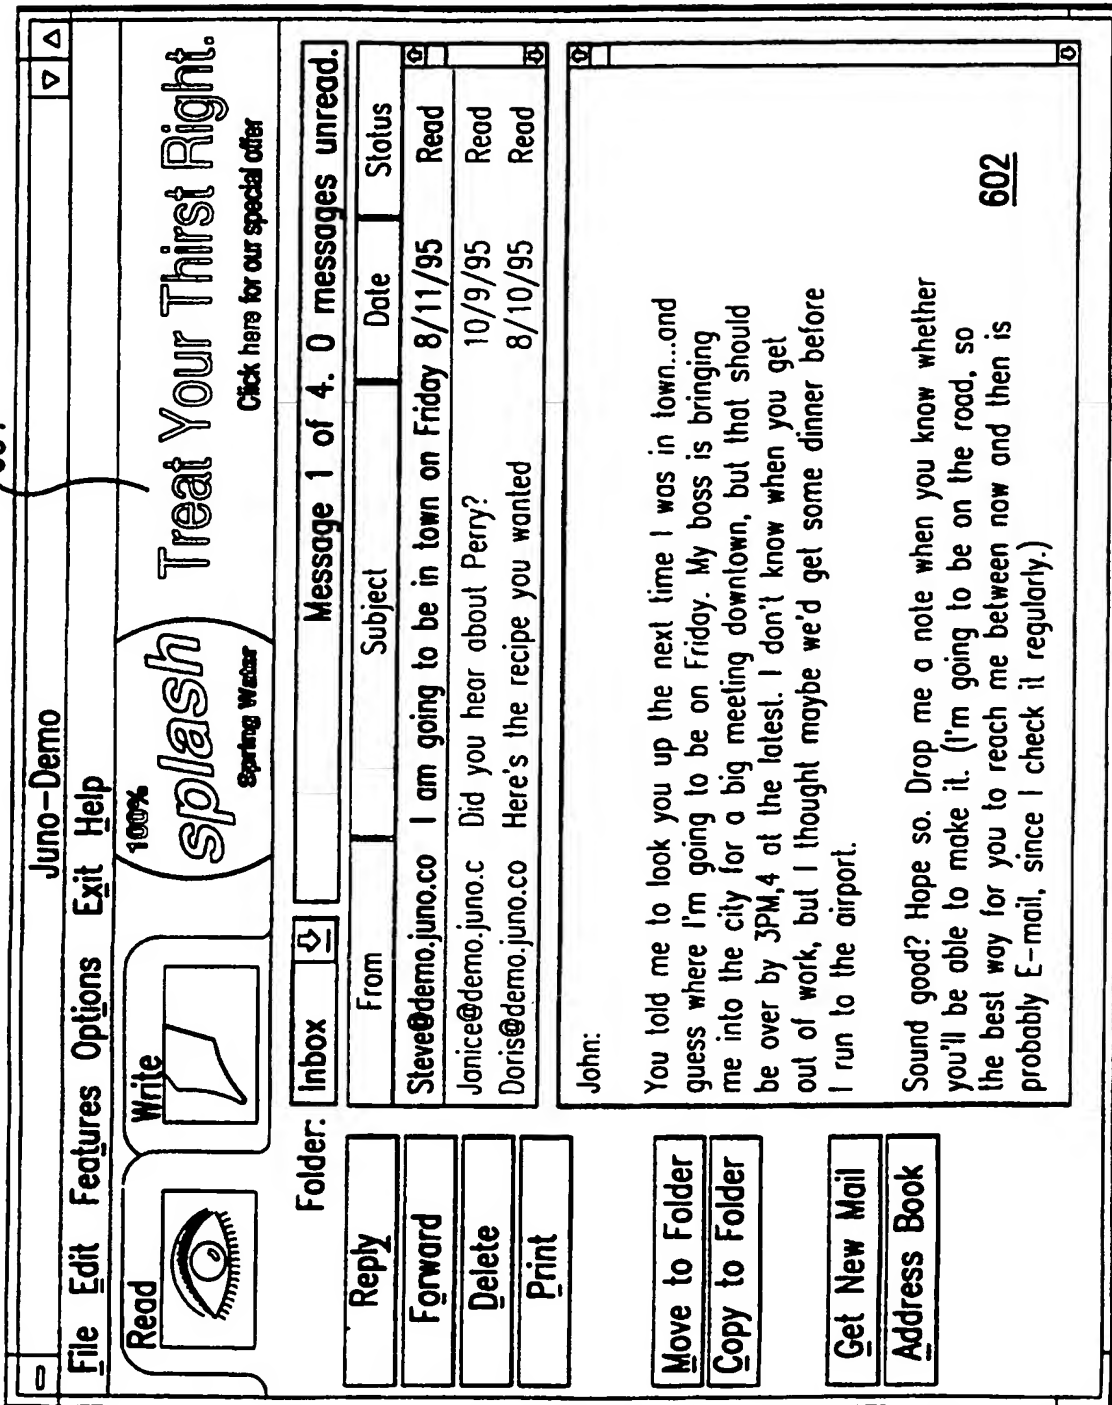 Juno-Demo
File Edit Features Options Exit Help
Read
Write
100%
splash
Spring Water
Treat Your Thirst Right.
Click here for our special offer
Folder: Inbox
Message 1 of 4. 0 messages unread.
From Subject Date Status
Steve@demo.juno.co I am going to be in town on Friday 8/11/95 Read
Janice@demo.juno.c Did you hear about Perry? 10/9/95 Read
Doris@demo.juno.co Here's the recipe you wanted 8/10/95 Read
Reply
Forward
Delete
Print
Move to Folder
Copy to Folder
Get New Mail
Address Book
John:
You told me to look you up the next time I was in town...and
guess where I'm going to be on Friday. My boss is bringing
me into the city for a big meeting downtown, but that should
be over by 3PM,4 at the latest. I don't know when you get
out of work, but I thought maybe we'd get some dinner before
I run to the airport.
Sound good? Hope so. Drop me a note when you know whether
you'll be able to make it. (I'm going to be on the road, so
the best way for you to reach me between now and then is
probably E-mail, since I check it regularly.)
602